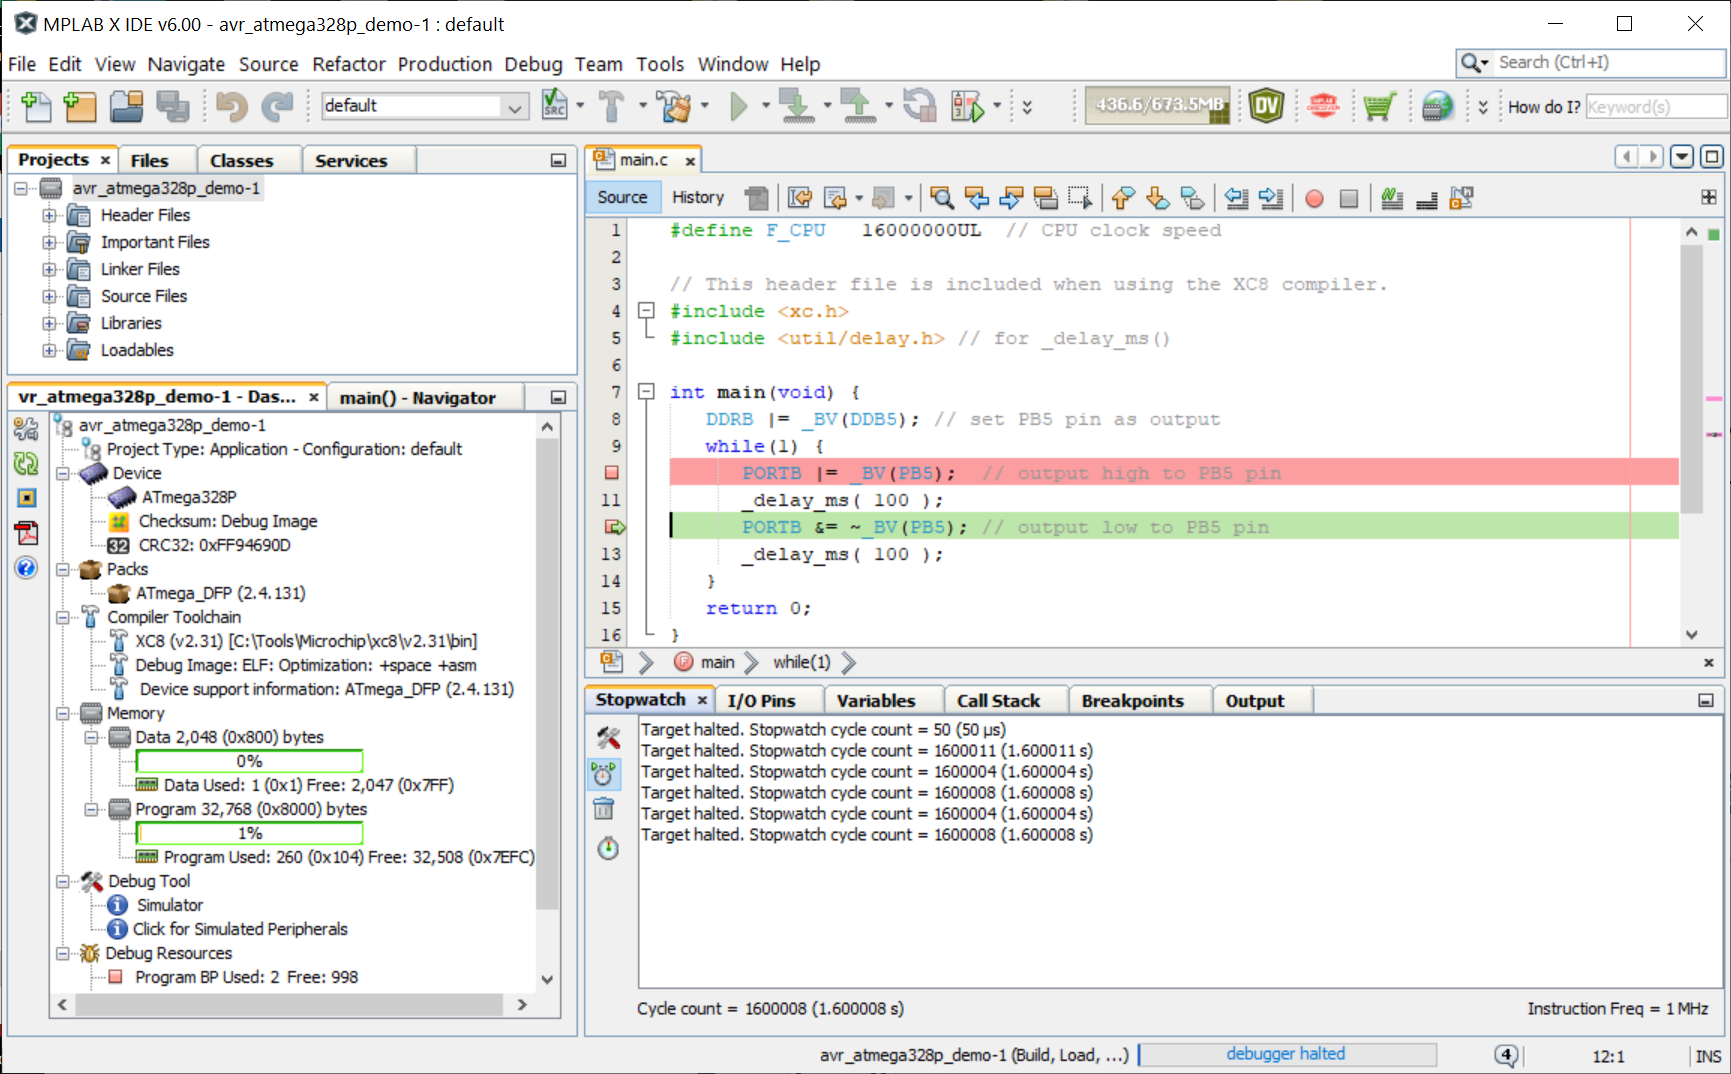 MPLAB X IDE v6.00 - avr_atmega328p_demo-1 : default
File Edit View Navigate Source Refactor Production Debug Team Tools Window Help
Search (Ctrl+I)
default
SRC
436.6/673.5MB
DV
How do I? Keyword(s)
Projects Files Classes Services
avr_atmega328p_demo-1
Header Files
Important Files
Linker Files
Source Files
Libraries
Loadables
vr_atmega328p_demo-1 - Das... main() - Navigator
avr_atmega328p_demo-1
Project Type: Application - Configuration: default
Device
ATmega328P
Checksum: Debug Image
32 CRC32: 0xFF94690D
Packs
ATmega_DFP (2.4.131)
Compiler Toolchain
XC8 (v2.31) [C:\Tools\Microchip\xc8\v2.31\bin]
Debug Image: ELF: Optimization: +space +asm
Device support information: ATmega_DFP (2.4.131)
Memory
Data 2,048 (0x800) bytes
0%
Data Used: 1 (0x1) Free: 2,047 (0x7FF)
Program 32,768 (0x8000) bytes
1%
Program Used: 260 (0x104) Free: 32,508 (0x7EFC)
Debug Tool
Simulator
Click for Simulated Peripherals
Debug Resources
Program BP Used: 2 Free: 998
main.c
Source History
1 #define F_CPU 16000000UL // CPU clock speed
2
3 // This header file is included when using the XC8 compiler.
4 #include <xc.h>
5 #include <util/delay.h> // for _delay_ms()
6
7 int main(void) {
8 DDRB |= _BV(DDB5); // set PB5 pin as output
9 while(1) {
PORTB |= _BV(PB5); // output high to PB5 pin
11 _delay_ms( 100 );
PORTB &= ~_BV(PB5); // output low to PB5 pin
13 _delay_ms( 100 );
14 }
15 return 0;
16 }
main while(1)
Stopwatch I/O Pins Variables Call Stack Breakpoints Output
Target halted. Stopwatch cycle count = 50 (50 µs)
Target halted. Stopwatch cycle count = 1600011 (1.600011 s)
Target halted. Stopwatch cycle count = 1600004 (1.600004 s)
Target halted. Stopwatch cycle count = 1600008 (1.600008 s)
Target halted. Stopwatch cycle count = 1600004 (1.600004 s)
Target halted. Stopwatch cycle count = 1600008 (1.600008 s)
Cycle count = 1600008 (1.600008 s)
Instruction Freq = 1 MHz
avr_atmega328p_demo-1 (Build, Load, ...) debugger halted 4 12:1 INS